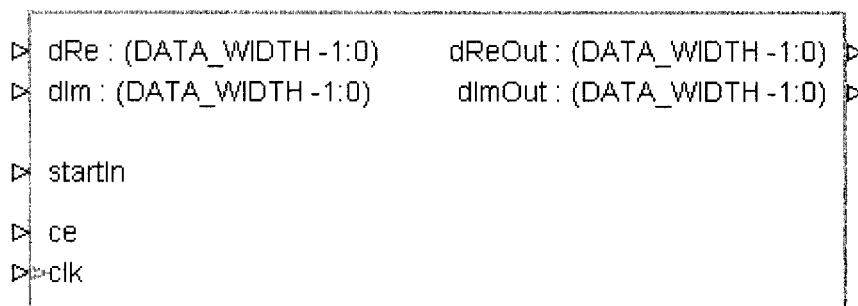 dRe : (DATA_WIDTH -1:0) dReOut : (DATA_WIDTH -1:0)
dIm : (DATA_WIDTH -1:0) dImOut : (DATA_WIDTH -1:0)
startIn
ce
clk